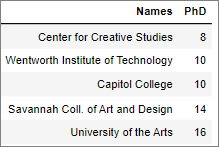 Names PhD
Center for Creative Studies 8
Wentworth Institute of Technology 10
Capitol College 10
Savannah Coll. of Art and Design 14
University of the Arts 16